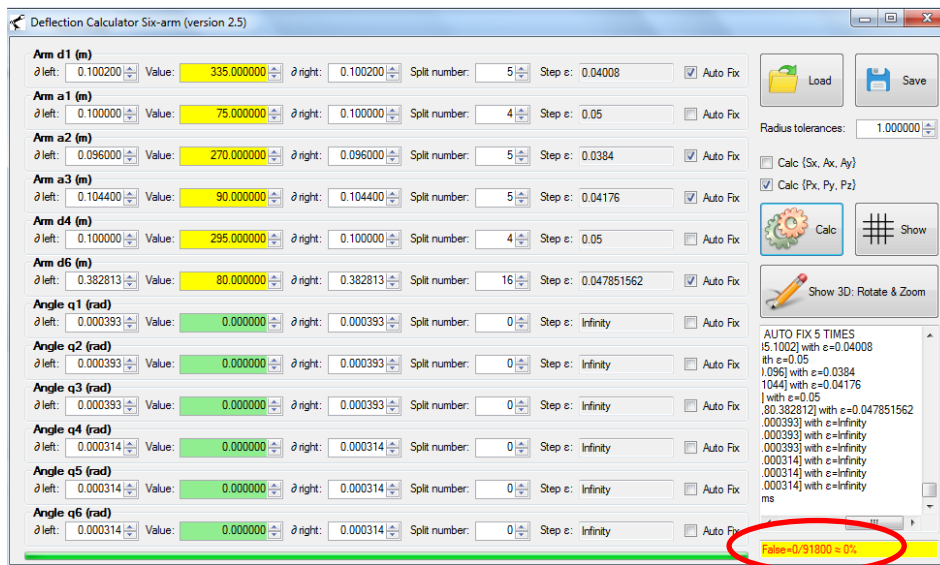 Deflection Calculator Six-arm (version 2.5)
Arm d1 (m)
∂ left: 0.100200 Value: 335.000000 ∂ right: 0.100200 Split number: 5 Step ε: 0.04008 Auto Fix
Arm a1 (m)
∂ left: 0.100000 Value: 75.000000 ∂ right: 0.100000 Split number: 4 Step ε: 0.05 Auto Fix
Arm a2 (m)
∂ left: 0.096000 Value: 270.000000 ∂ right: 0.096000 Split number: 5 Step ε: 0.0384 Auto Fix
Arm a3 (m)
∂ left: 0.104400 Value: 90.000000 ∂ right: 0.104400 Split number: 5 Step ε: 0.04176 Auto Fix
Arm d4 (m)
∂ left: 0.100000 Value: 295.000000 ∂ right: 0.100000 Split number: 4 Step ε: 0.05 Auto Fix
Arm d6 (m)
∂ left: 0.382813 Value: 80.000000 ∂ right: 0.382813 Split number: 16 Step ε: 0.047851562 Auto Fix
Angle q1 (rad)
∂ left: 0.000393 Value: 0.000000 ∂ right: 0.000393 Split number: 0 Step ε: Infinity Auto Fix
Angle q2 (rad)
∂ left: 0.000393 Value: 0.000000 ∂ right: 0.000393 Split number: 0 Step ε: Infinity Auto Fix
Angle q3 (rad)
∂ left: 0.000393 Value: 0.000000 ∂ right: 0.000393 Split number: 0 Step ε: Infinity Auto Fix
Angle q4 (rad)
∂ left: 0.000314 Value: 0.000000 ∂ right: 0.000314 Split number: 0 Step ε: Infinity Auto Fix
Angle q5 (rad)
∂ left: 0.000314 Value: 0.000000 ∂ right: 0.000314 Split number: 0 Step ε: Infinity Auto Fix
Angle q6 (rad)
∂ left: 0.000314 Value: 0.000000 ∂ right: 0.000314 Split number: 0 Step ε: Infinity Auto Fix
Load Save
Radius tolerances: 1.000000
Calc {Sx, Ax, Ay}
Calc {Px, Py, Pz}
Calc Show
Show 3D: Rotate & Zoom
AUTO FIX 5 TIMES
35.1002] with ε=0.04008
ith ε=0.05
0.096] with ε=0.0384
1044] with ε=0.04176
] with ε=0.05
.80.382812] with ε=0.047851562
.000393] with ε=Infinity
.000393] with ε=Infinity
.000393] with ε=Infinity
.000314] with ε=Infinity
.000314] with ε=Infinity
.000314] with ε=Infinity
ms
False=0/91800 ≈ 0%